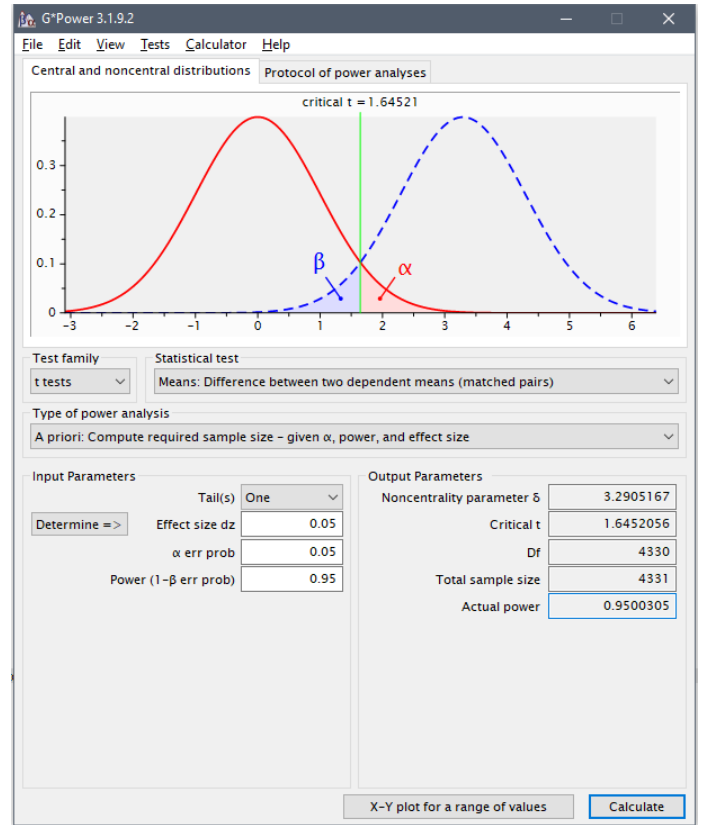 G*Power 3.1.9.2
File Edit View Tests Calculator Help
Central and noncentral distributions Protocol of power analyses
critical t = 1.64521
0.3
0.2
0.1
0
β
α
-3 -2 -1 0 1 2 3 4 5 6
Test family Statistical test
t tests Means: Difference between two dependent means (matched pairs)
Type of power analysis
A priori: Compute required sample size - given α, power, and effect size
Input Parameters Output Parameters
Tail(s) One Noncentrality parameter δ 3.2905167
Determine => Effect size dz 0.05 Critical t 1.6452056
α err prob 0.05 Df 4330
Power (1-β err prob) 0.95 Total sample size 4331
Actual power 0.9500305
X-Y plot for a range of values Calculate